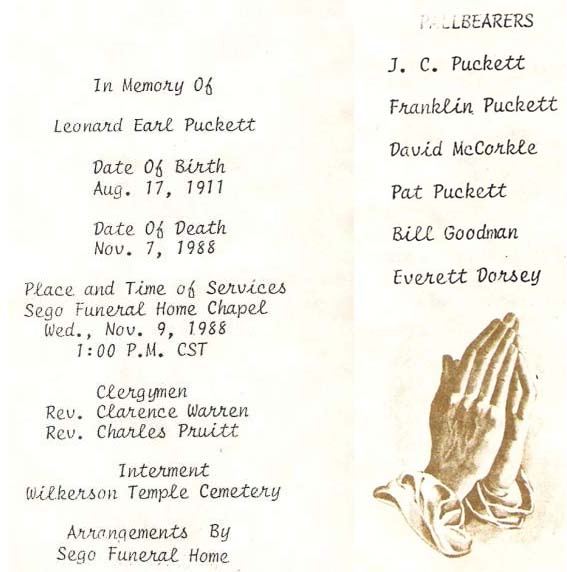 In Memory Of
Leonard Earl Puckett
Date Of Birth
Aug. 17, 1911
Date Of Death
Nov. 7, 1988
Place and Time of Services
Sego Funeral Home Chapel
Wed., Nov. 9, 1988
1:00 P.M. CST
Clergymen
Rev. Clarence Warren
Rev. Charles Pruitt
Interment
Wilkerson Temple Cemetery
Arrangements By
Sego Funeral Home
PALLBEARERS
J. C. Puckett
Franklin Puckett
David McCorkle
Pat Puckett
Bill Goodman
Everett Dorsey